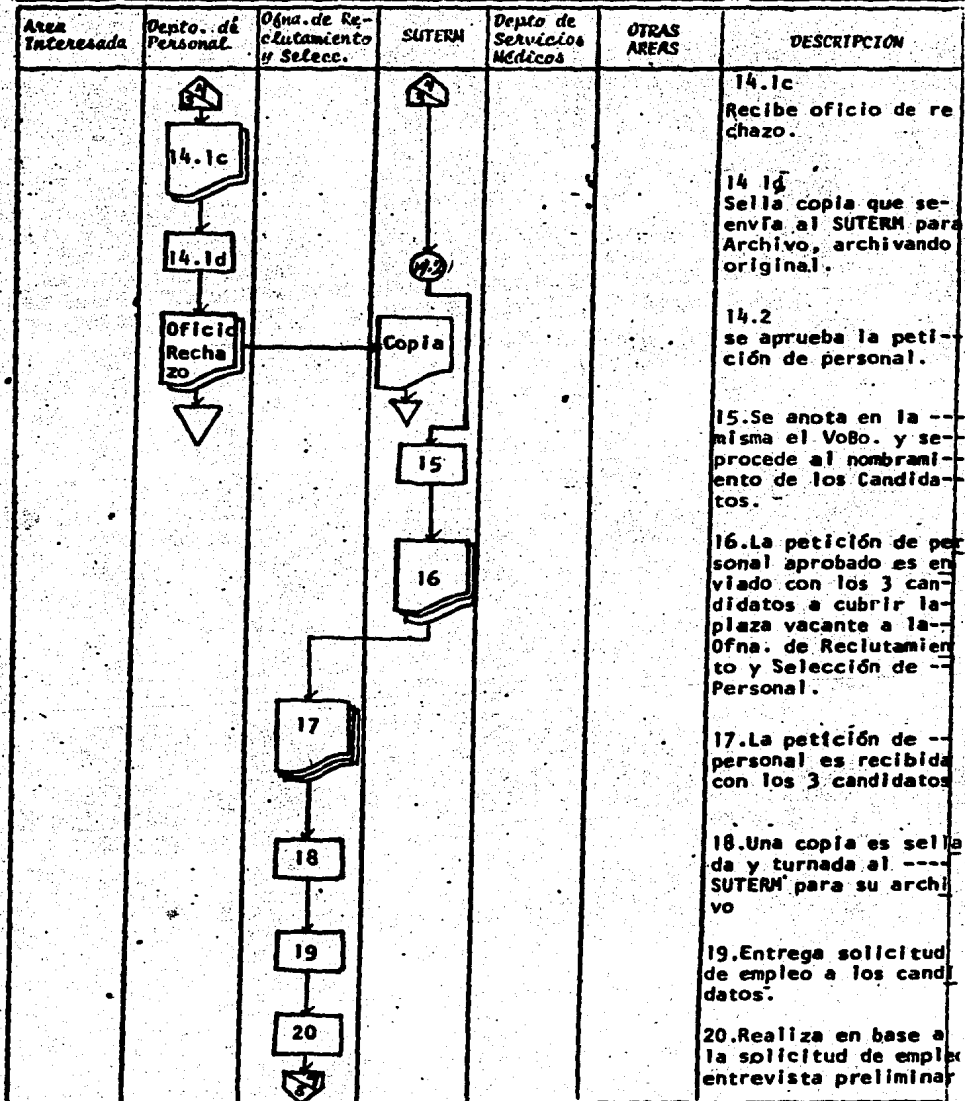 Area Interesada
Depto. de Personal
Ofna. de Re-
clutamiento
y Selecc.
SUTERM
Depto de
Servicios
Médicos
OTRAS
AREAS
DESCRIPCION
14.1c
14.1d
Oficio
Recha
zo
14.2
Copia
15
16
17
18
19
20
14.1c
Recibe oficio de re
chazo.
14 1d
Sella copia que se-
envía al SUTERM para
Archivo, archivando
original.
14.2
se aprueba la peti--
ción de personal.
15.Se anota en la ---
misma el VoBo. y se-
procede al nombrami--
ento de los Candida--
tos. -
16.La petición de per
sonal aprobado es en
viado con los 3 can-
didatos a cubrir la-
plaza vacante a la--
Ofna. de Reclutamien
to y Selección de --
Personal.
17.La petición de --
personal es recibida
con los 3 candidatos
18.Una copia es sella
da y turnada al ----
SUTERM para su archi
vo
19.Entrega solicitud
de empleo a los candi
datos.
20.Realiza en base a
la solicitud de empleo
entrevista preliminar